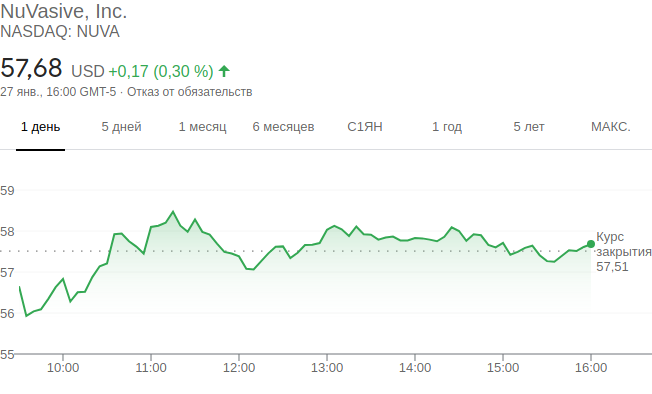 NuVasive, Inc.
NASDAQ: NUVA
57,68 USD +0,17 (0,30 %)
27 янв., 16:00 GMT-5 · Отказ от обязательств
1 день 5 дней 1 месяц 6 месяцев С1ЯН 1 год 5 лет МАКС.
59
58
Курс
закрытия
57,51
57
56
55
10:00 11:00 12:00 13:00 14:00 15:00 16:00